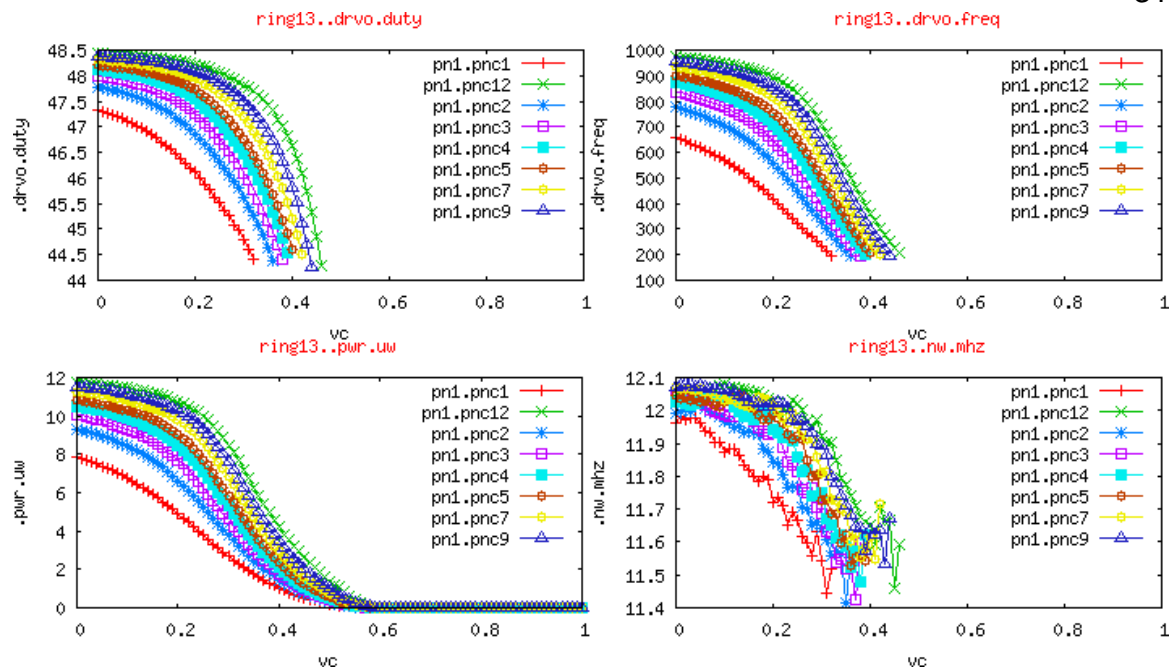 ring13..drvo.duty
.drvo.duty
48.5
48
47.5
47
46.5
46
45.5
45
44.5
44
0 0.2 0.4 0.6 0.8 1
vc
pn1.pnc1
pn1.pnc12
pn1.pnc2
pn1.pnc3
pn1.pnc4
pn1.pnc5
pn1.pnc7
pn1.pnc9
ring13..drvo.freq
.drvo.freq
1000
900
800
700
600
500
400
300
200
100
0 0.2 0.4 0.6 0.8 1
vc
pn1.pnc1
pn1.pnc12
pn1.pnc2
pn1.pnc3
pn1.pnc4
pn1.pnc5
pn1.pnc7
pn1.pnc9
ring13..pwr.uw
.pwr.uw
12
10
8
6
4
2
0
0 0.2 0.4 0.6 0.8 1
vc
pn1.pnc1
pn1.pnc12
pn1.pnc2
pn1.pnc3
pn1.pnc4
pn1.pnc5
pn1.pnc7
pn1.pnc9
ring13..nw.mhz
.nw.mhz
12.1
12
11.9
11.8
11.7
11.6
11.5
11.4
0 0.2 0.4 0.6 0.8 1
vc
pn1.pnc1
pn1.pnc12
pn1.pnc2
pn1.pnc3
pn1.pnc4
pn1.pnc5
pn1.pnc7
pn1.pnc9